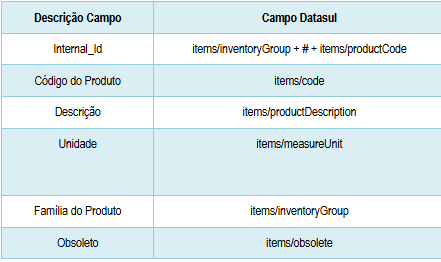 Descrição Campo Campo Datasul
Internal_Id items/inventoryGroup + # + items/productCode
Código do Produto items/code
Descrição items/productDescription
Unidade items/measureUnit
Família do Produto items/inventoryGroup
Obsoleto items/obsolete